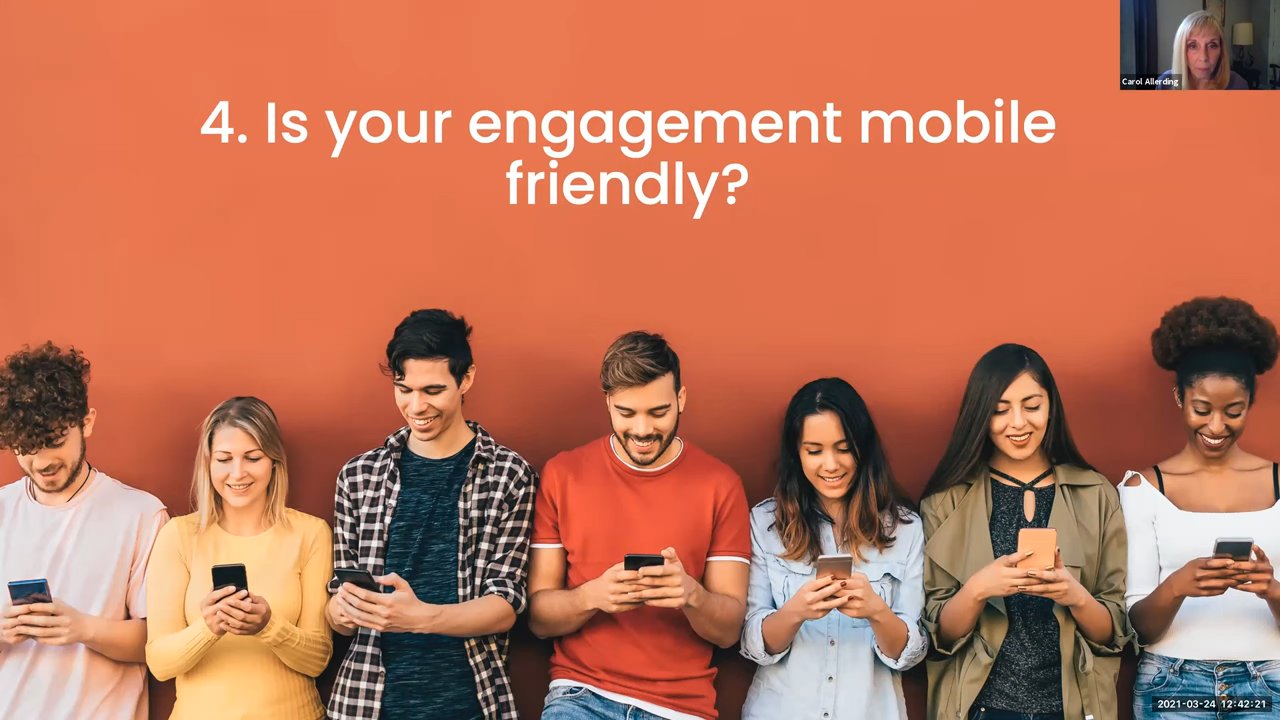 4. Is your engagement mobile
friendly?
Carol Allerding
2021-03-24 12:42:21